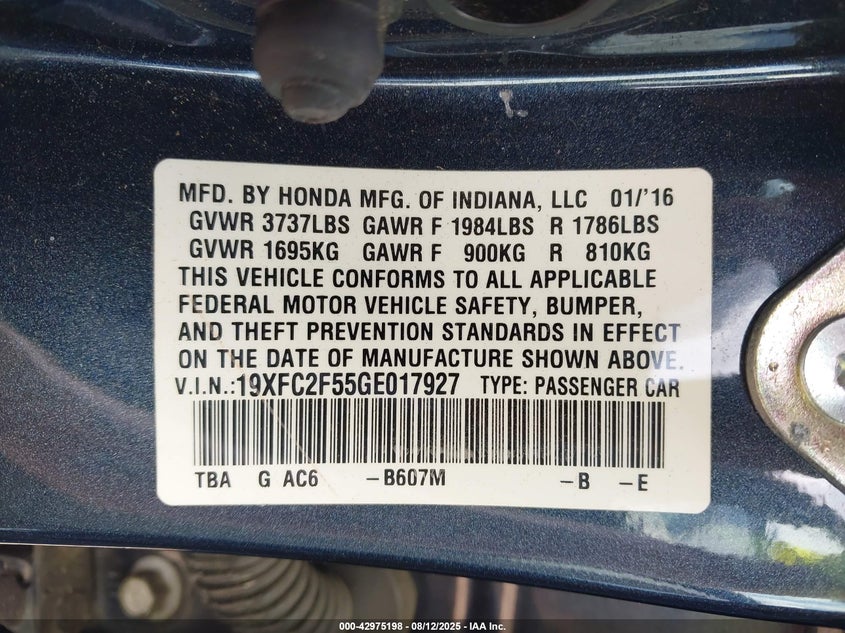 MFD. BY HONDA MFG. OF INDIANA, LLC 01/'16
GVWR 3737LBS GAWR F 1984LBS R 1786LBS
GVWR 1695KG GAWR F 900KG R 810KG
THIS VEHICLE CONFORMS TO ALL APPLICABLE
FEDERAL MOTOR VEHICLE SAFETY, BUMPER,
AND THEFT PREVENTION STANDARDS IN EFFECT
ON THE DATE OF MANUFACTURE SHOWN ABOVE.
V.I.N.:19XFC2F55GE017927 TYPE: PASSENGER CAR
TBA G AC6 -B607M -B -E
000-42975198 - 08/12/2025 - IAA Inc.